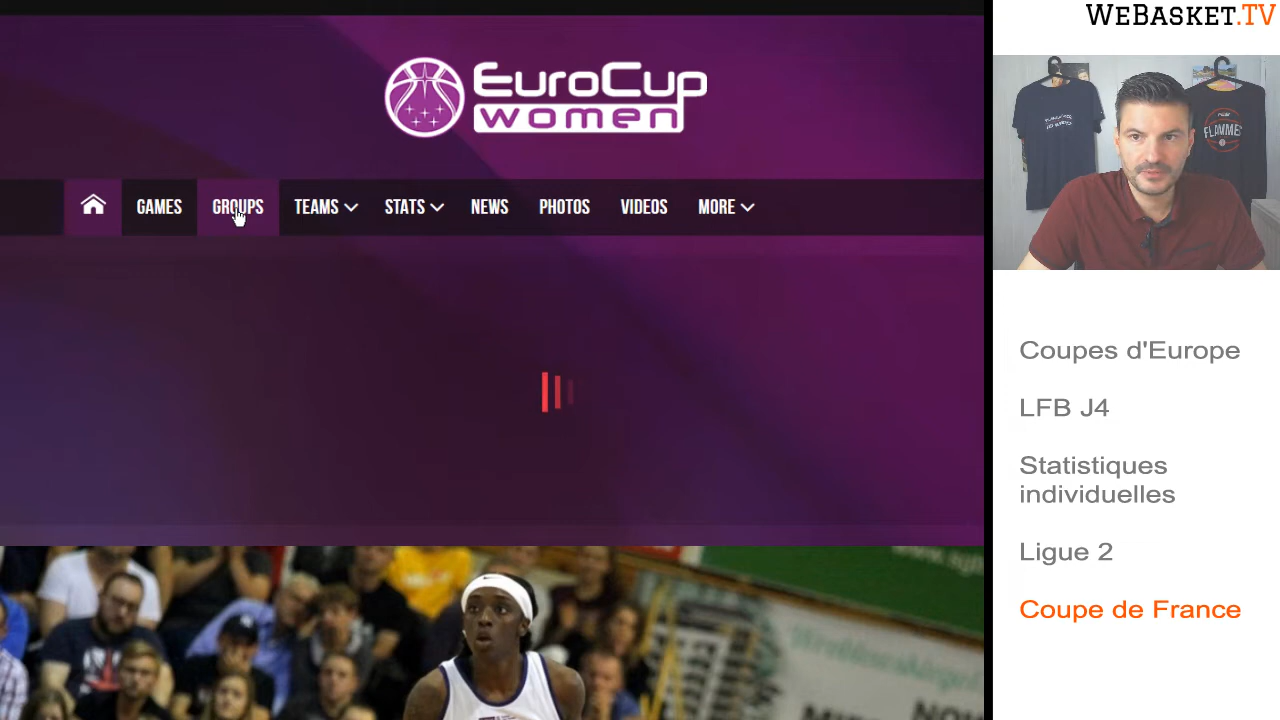 WeBasket.TV
EuroCup
women
GAMES GROUPS TEAMS STATS NEWS PHOTOS VIDEOS MORE
FLAMMES
Coupes d'Europe
LFB J4
Statistiques
individuelles
Ligue 2
Coupe de France